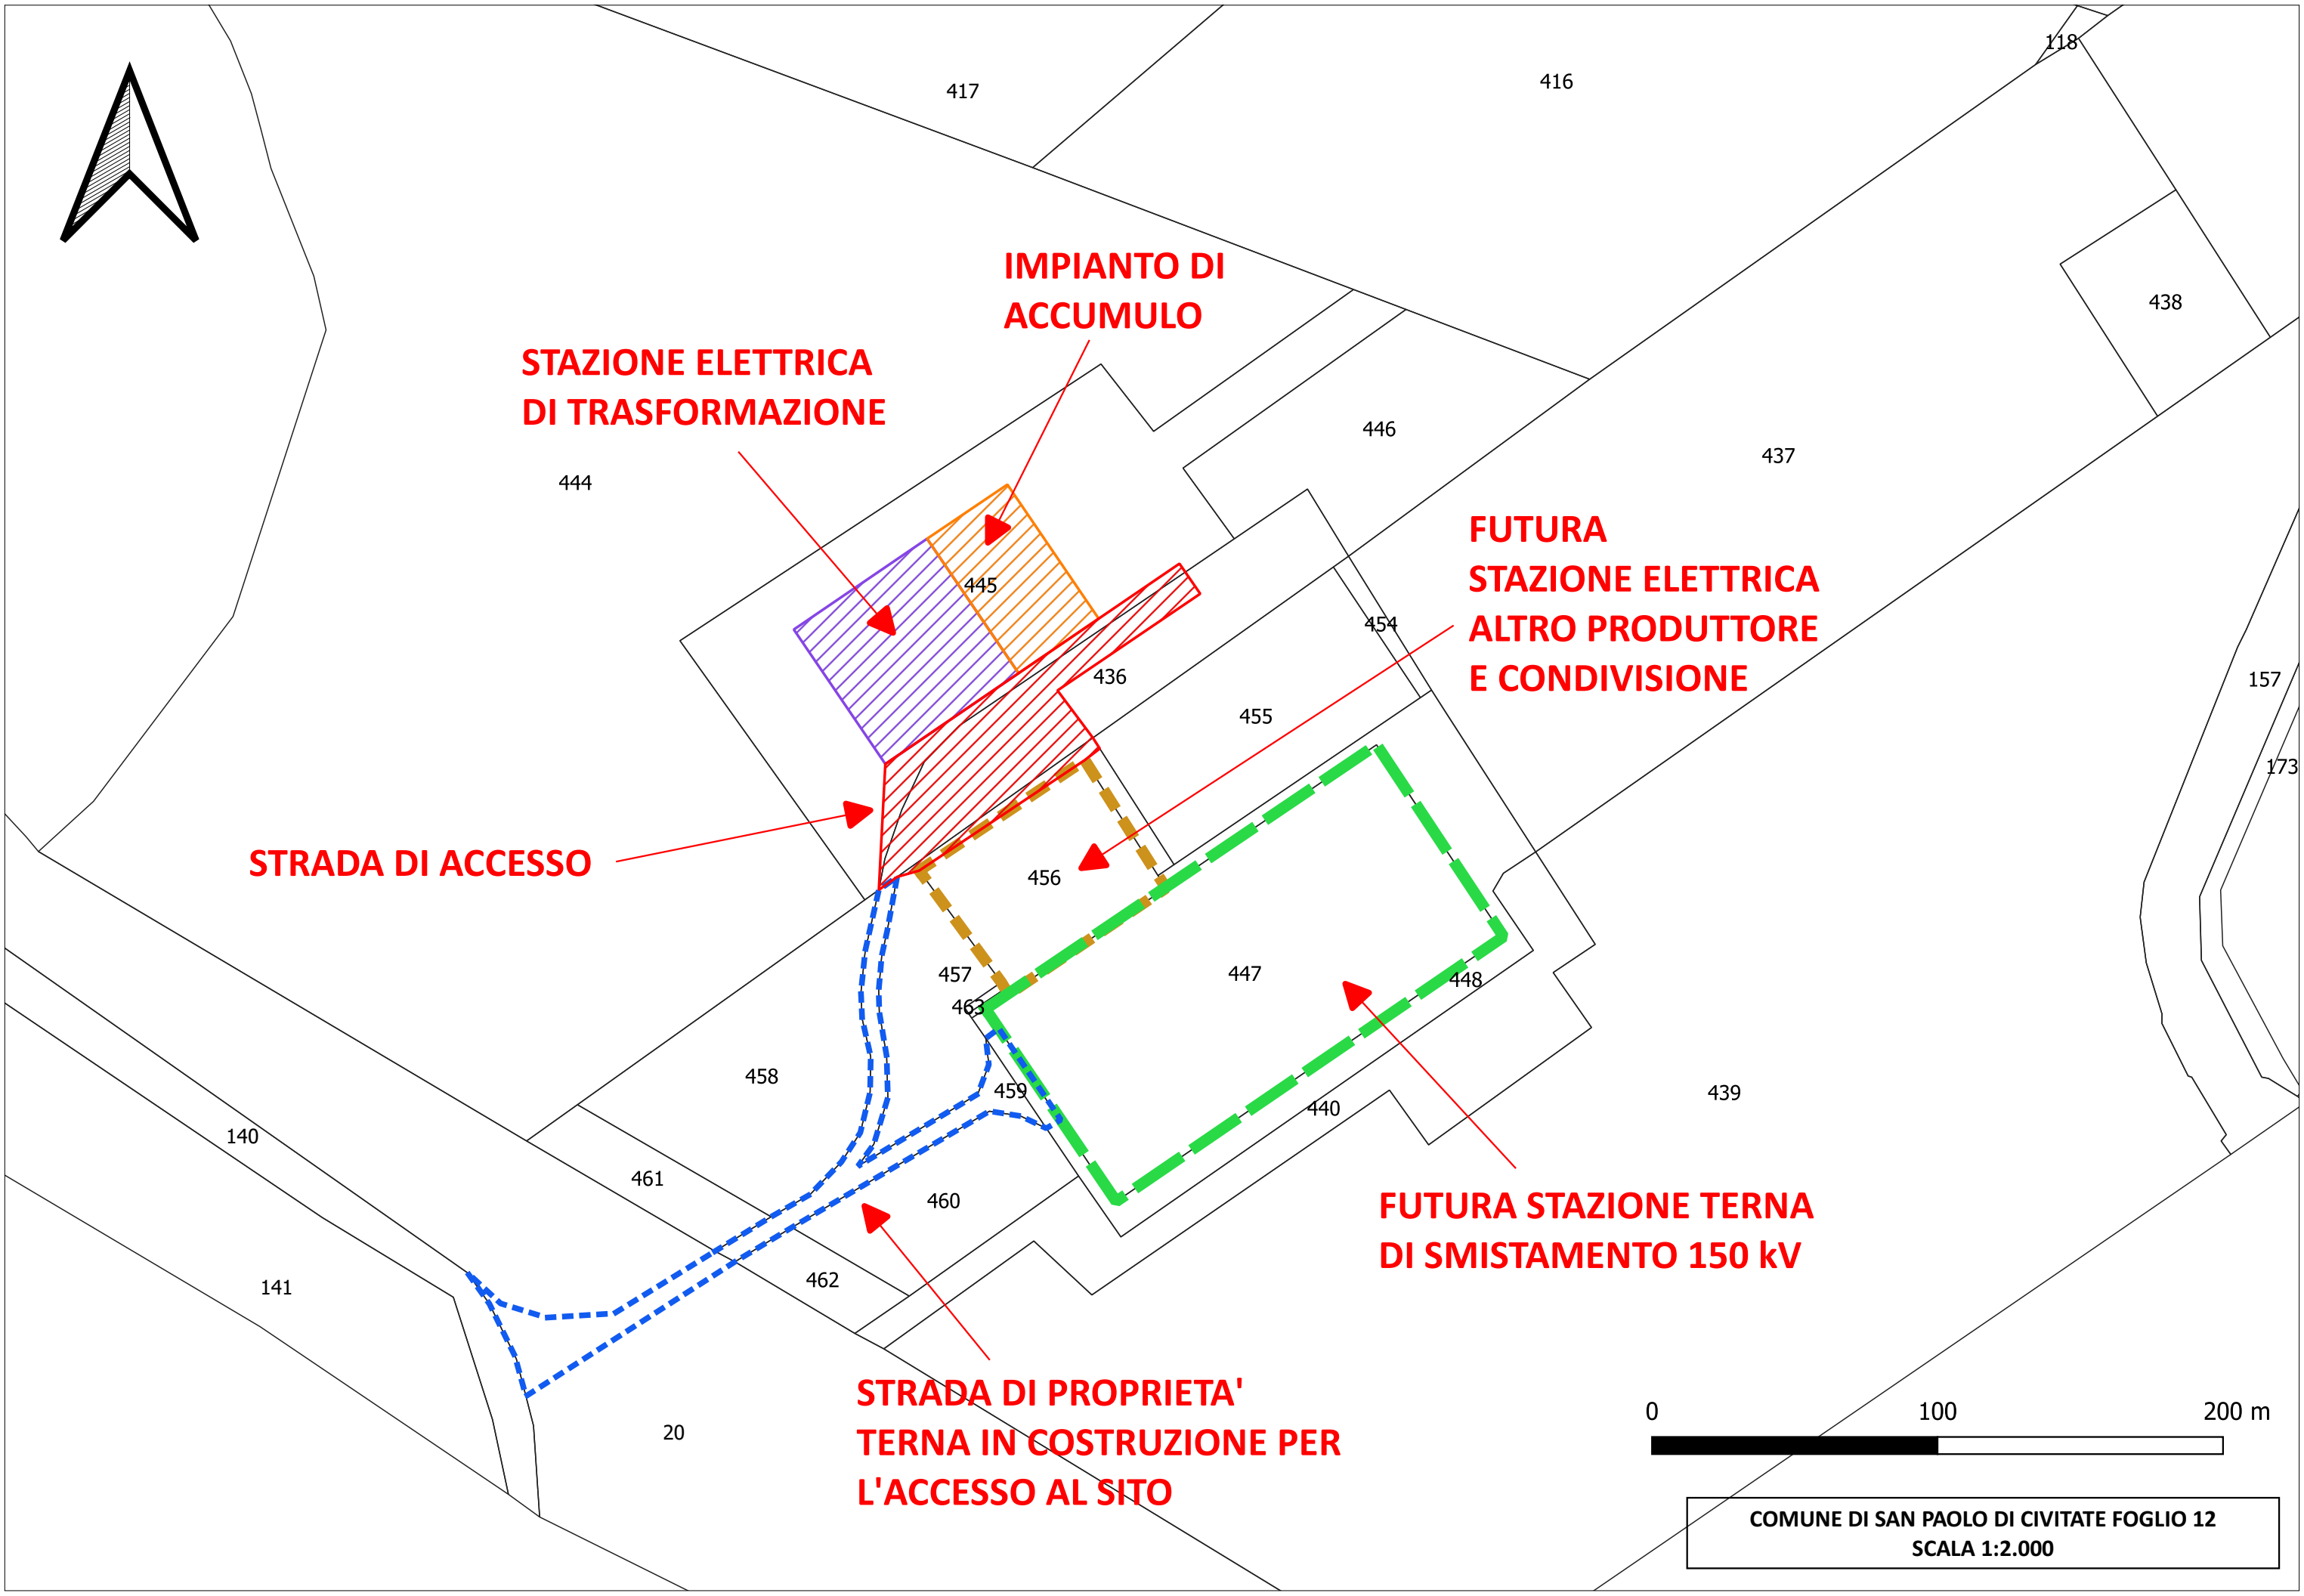 118
416
417
IMPIANTO DI
ACCUMULO
438
STAZIONE ELETTRICA
DI TRASFORMAZIONE
446
437
444
FUTURA
STAZIONE ELETTRICA
ALTRO PRODUTTORE
E CONDIVISIONE
445
454
436
157
455
173
STRADA DI ACCESSO
456
457
447
448
463
458
459
439
440
140
461
460
FUTURA STAZIONE TERNA
DI SMISTAMENTO 150 kV
462
141
STRADA DI PROPRIETA'
TERNA IN COSTRUZIONE PER
L'ACCESSO AL SITO
20
0 100 200 m
COMUNE DI SAN PAOLO DI CIVITATE FOGLIO 12
SCALA 1:2.000